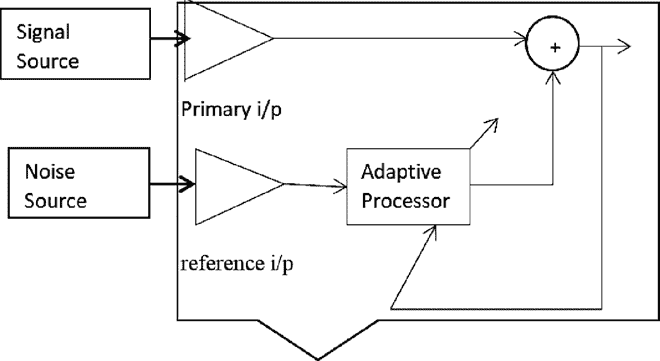 Signal
Source
+
Primary i/p
Noise
Source
Adaptive
Processor
reference i/p